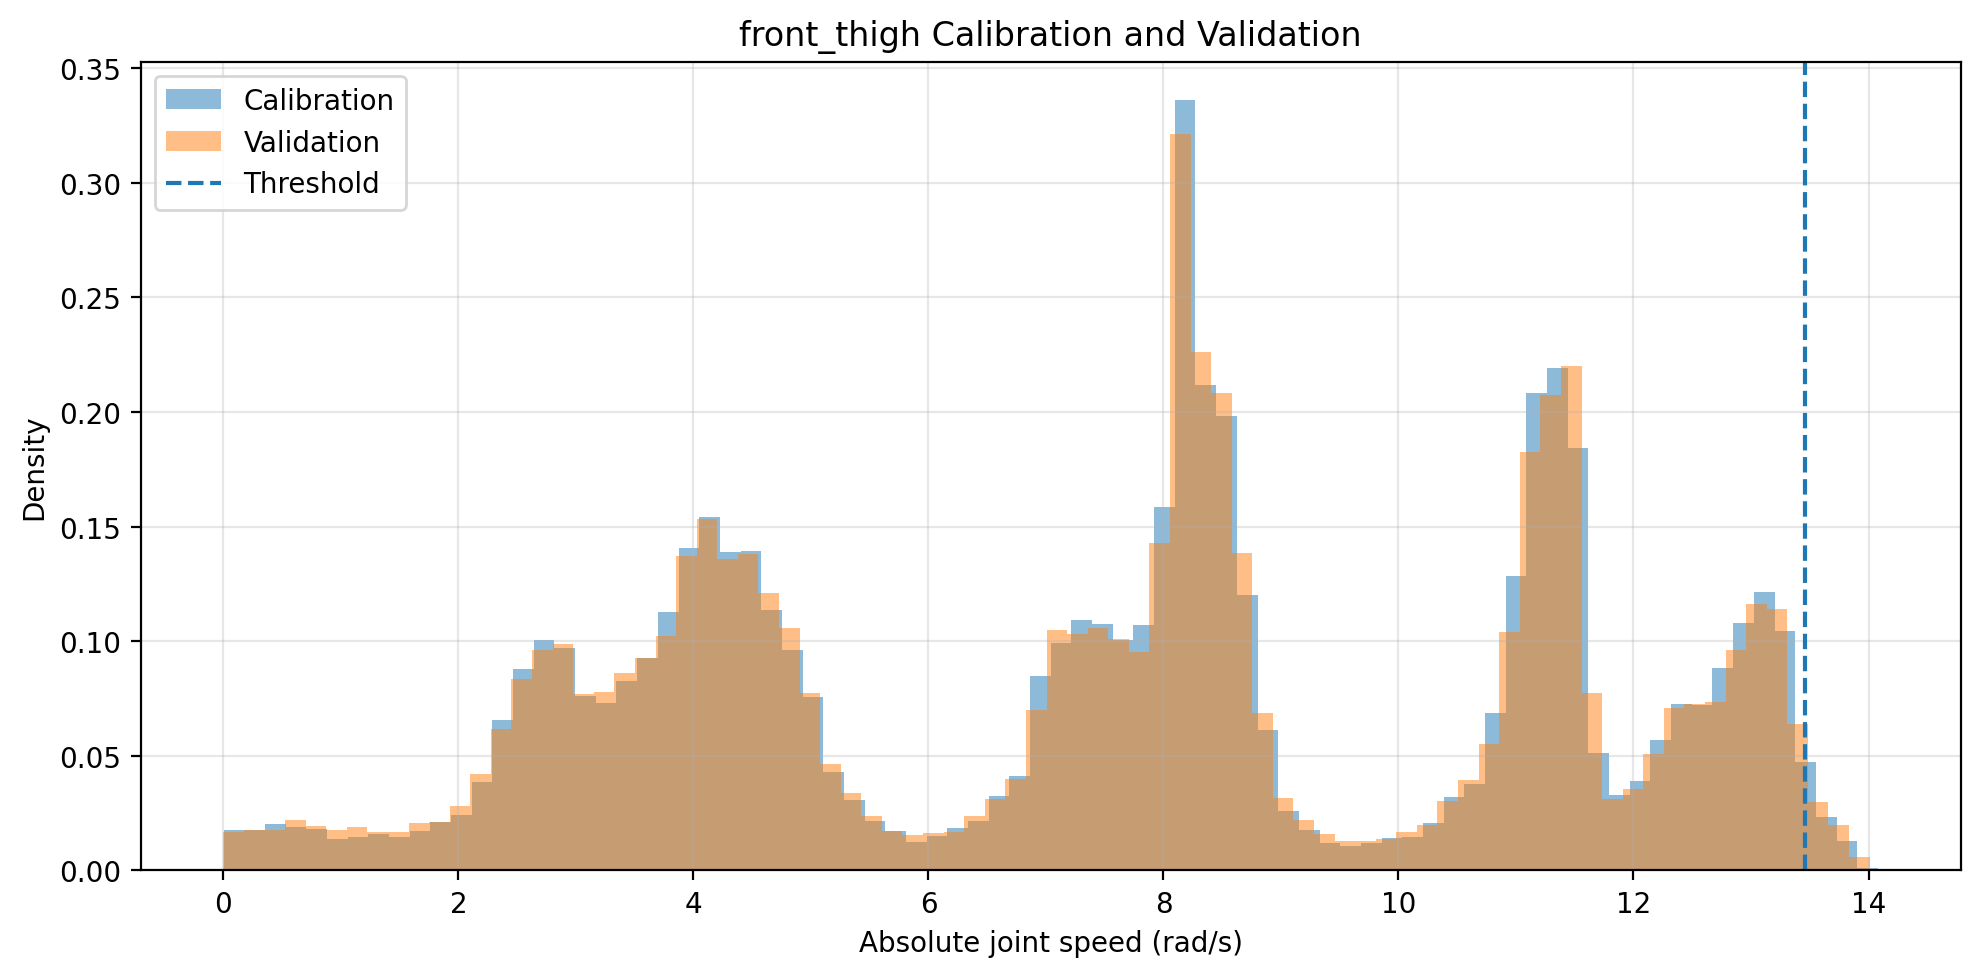 front_thigh Calibration and Validation
Calibration
Validation
Threshold
Density
0.35
0.30
0.25
0.20
0.15
0.10
0.05
0.00
0 2 4 6 8 10 12 14
Absolute joint speed (rad/s)